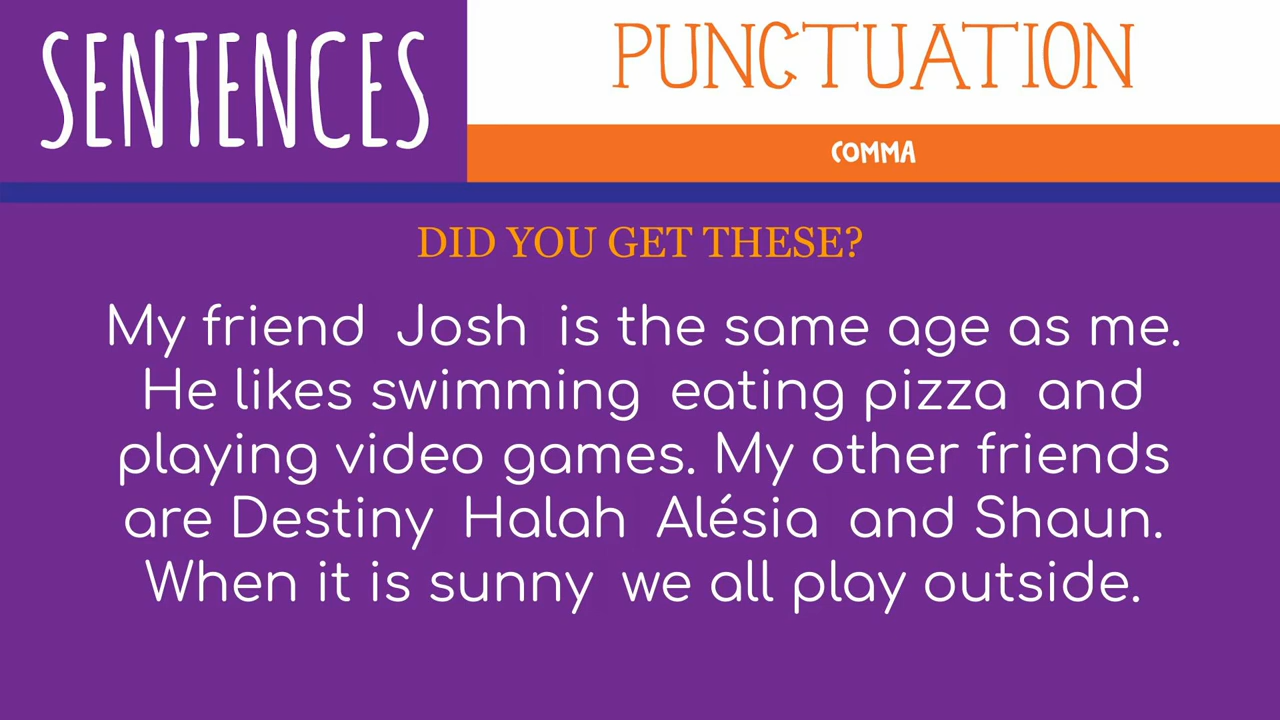 SENTENCES
PUNCTUATION
COMMA
DID YOU GET THESE?
My friend Josh is the same age as me.
He likes swimming eating pizza and
playing video games. My other friends
are Destiny Halah Alésia and Shaun.
When it is sunny we all play outside.